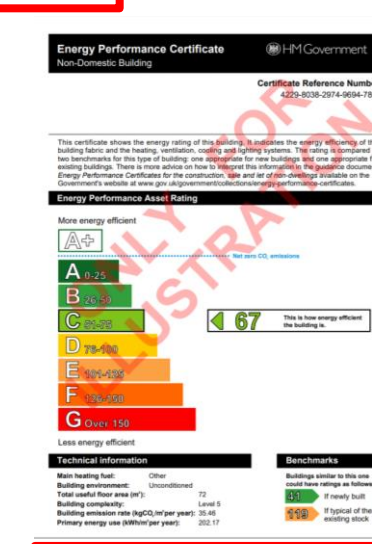 Energy Performance Certificate
HM Government
Non-Domestic Building
Certificate Reference Numbe
4229-8038-2974-9694-78
This certificate shows the energy rating of this building. It indicates the energy efficiency of th
building fabric and the heating, ventilation, cooling and lighting systems. The rating is compared
two benchmarks for this type of building: one appropriate for new buildings and one appropriate f
existing buildings. There is more advice on how to interpret this information in the guidance docume
Energy Performance Certificates for the construction, sale and let of non-dwellings available on the
Government's website at www.gov.uk/government/collections/energy-performance-certificates.
Energy Performance Asset Rating
More energy efficient
A+
Net zero CO₂ emissions
A 0-25
B 26-50
C 51-75
67
This is how energy efficient
the building is.
D 76-100
E 101-125
F 126-150
G Over 150
Less energy efficient
Technical information
Main heating fuel: Other
Building environment: Unconditioned
Total useful floor area (m²): 72
Building complexity: Level 5
Building emission rate (kgCO₂/m²per year): 35.46
Primary energy use (kWh/m²per year): 202.17
Benchmarks
Buildings similar to this one
could have ratings as follows
41 If newly built
119 If typical of the
existing stock
ONLY FOR
ILLUSTRATION